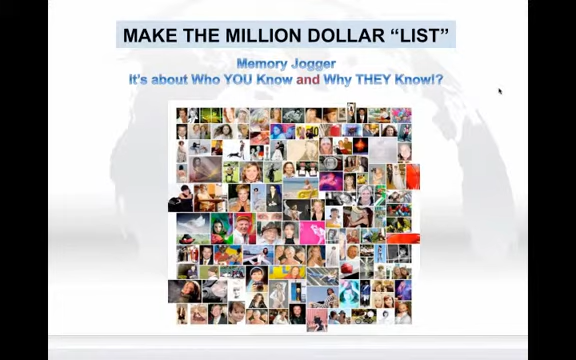 MAKE THE MILLION DOLLAR “LIST”
Memory Jogger
It's about Who YOU Know and Why THEY Know!?